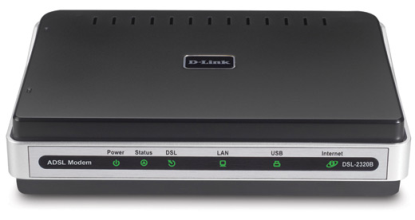 D-Link
Power Status DSL LAN USB Internet
ADSL Modem DSL-2320B